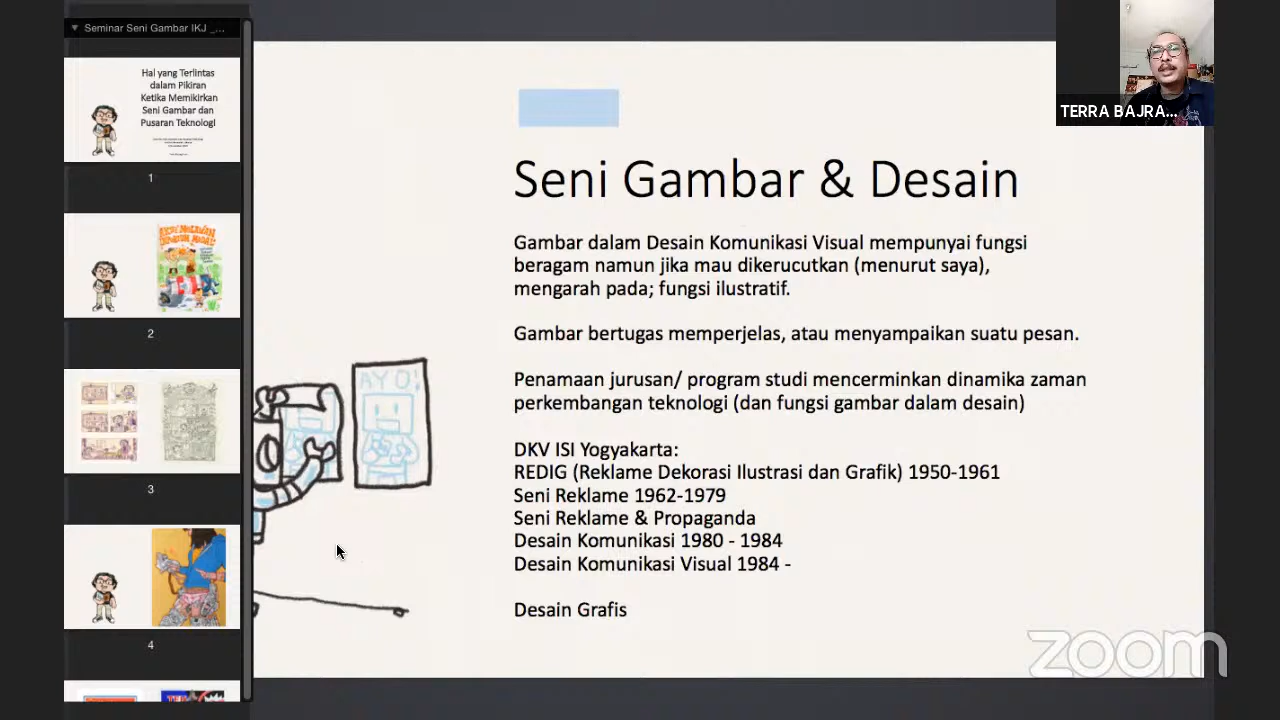 Seminar Seni Gambar IKJ _...
Hal yang Terlintas
dalam Pikiran
Ketika Memikirkan
Seni Gambar dan
Pusaran Teknologi
1
2
3
4
TERRA BAJRA...
Seni Gambar & Desain
Gambar dalam Desain Komunikasi Visual mempunyai fungsi
beragam namun jika mau dikerucutkan (menurut saya),
mengarah pada; fungsi ilustratif.
Gambar bertugas memperjelas, atau menyampaikan suatu pesan.
Penamaan jurusan/ program studi mencerminkan dinamika zaman
perkembangan teknologi (dan fungsi gambar dalam desain)
DKV ISI Yogyakarta:
REDIG (Reklame Dekorasi Ilustrasi dan Grafik) 1950-1961
Seni Reklame 1962-1979
Seni Reklame & Propaganda
Desain Komunikasi 1980 - 1984
Desain Komunikasi Visual 1984 -
Desain Grafis
AYO!
zoom